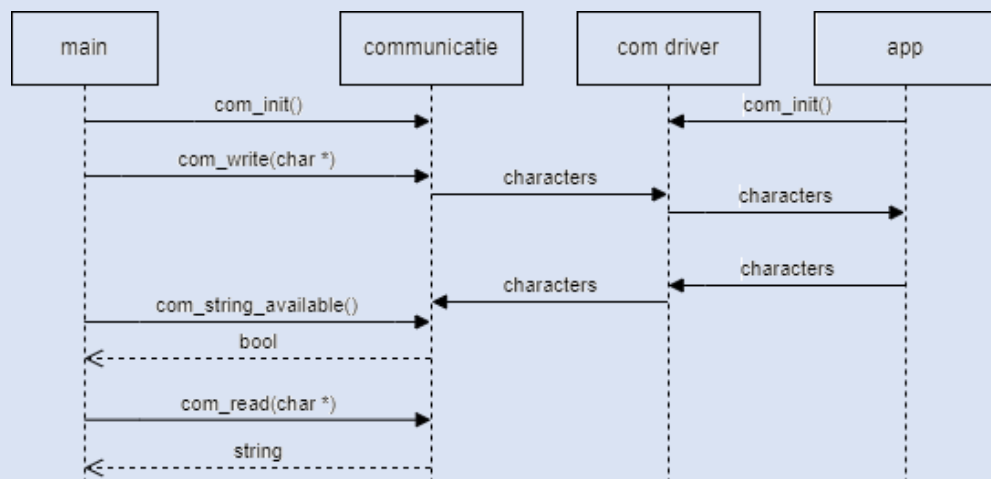 main
communicatie
com driver
app
com_init()
com_init()
com_write(char *)
characters
characters
characters
characters
com_string_available()
bool
com_read(char *)
string